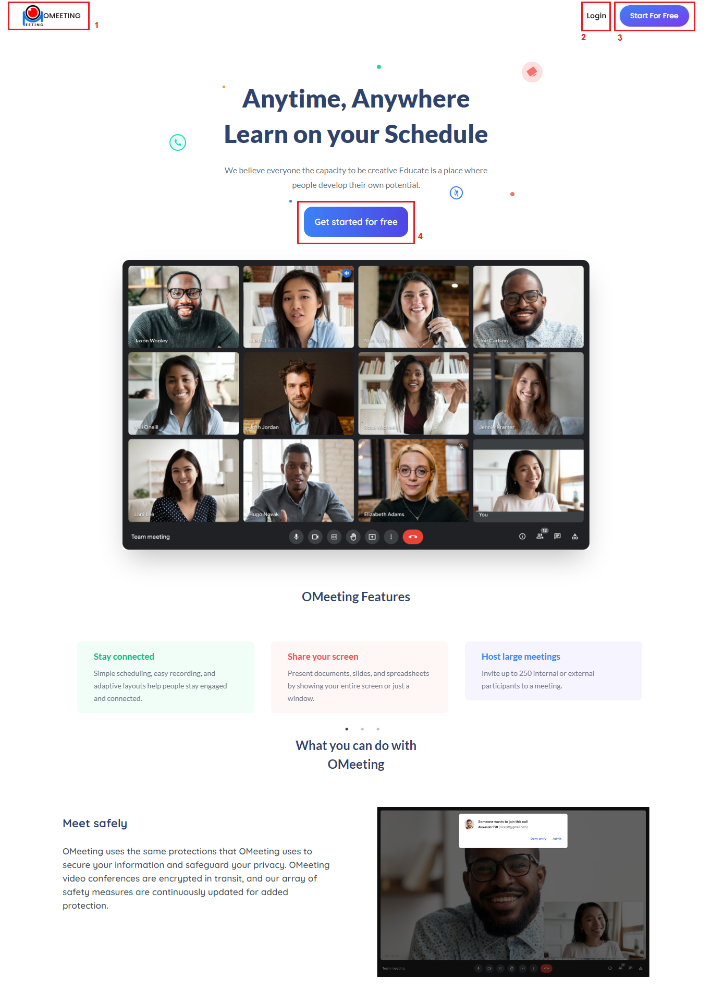 EETING
OMEETING
1
Login
2
Start For Free
3
Anytime, Anywhere
Learn on your Schedule
We believe everyone the capacity to be creative Educate is a place where
people develop their own potential.
Get started for free
4
Jaxon Wooley
Alexis Lim
Nina Duffy
Joe Carlson
Mai Oneill
Josh Jordan
Rosa Michaels
Jennie Kramer
Lani Lee
Hugo Novak
Elizabeth Adams
You
Team meeting
12
OMeeting Features
Stay connected
Simple scheduling, easy recording, and
adaptive layouts help people stay engaged
and connected.
Share your screen
Present documents, slides, and spreadsheets
by showing your entire screen or just a
window.
Host large meetings
Invite up to 250 internal or external
participants to a meeting.
What you can do with
OMeeting
Meet safely
OMeeting uses the same protections that OMeeting uses to
secure your information and safeguard your privacy. OMeeting
video conferences are encrypted in transit, and our array of
safety measures are continuously updated for added
protection.
Someone wants to join this call
Alexander Pitt (alexpitt@gmail.com)
Deny entry Admit
Team meeting